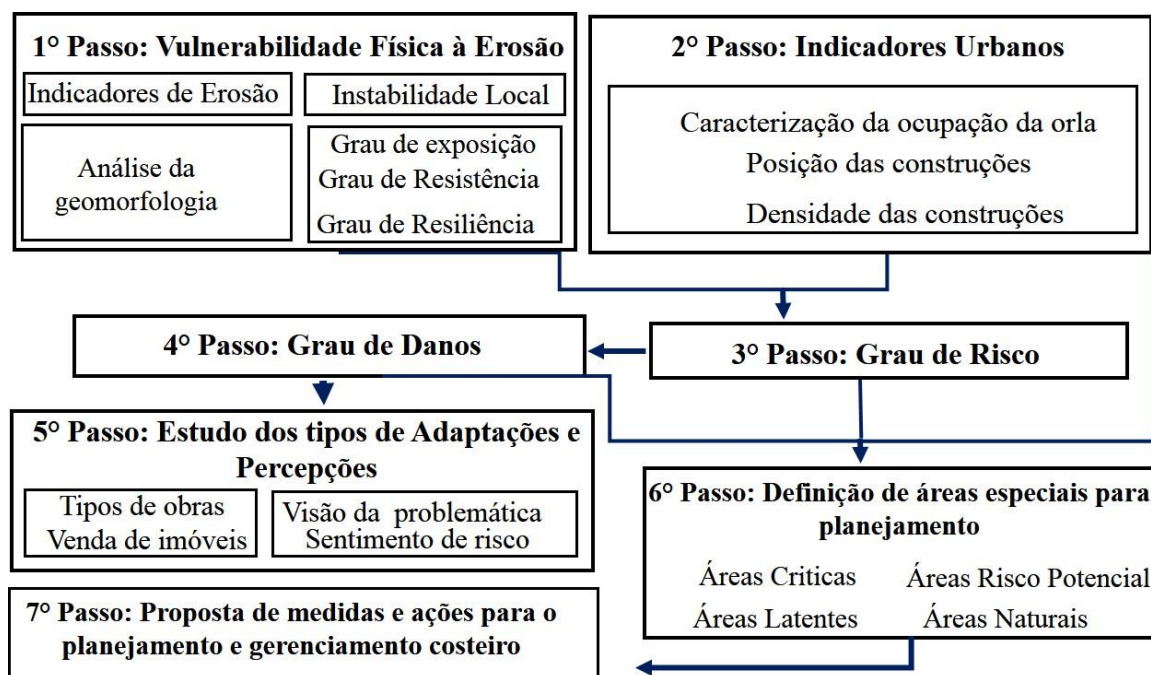 1° Passo: Vulnerabilidade Física à Erosão
Indicadores de Erosão
Instabilidade Local
Análise da
geomorfologia
Grau de exposição
Grau de Resistência
Grau de Resiliência
2° Passo: Indicadores Urbanos
Caracterização da ocupação da orla
Posição das construções
Densidade das construções
3° Passo: Grau de Risco
4° Passo: Grau de Danos
5° Passo: Estudo dos tipos de Adaptações e
Percepções
Tipos de obras
Venda de imóveis
Visão da problemática
Sentimento de risco
6° Passo: Definição de áreas especiais para
planejamento
Áreas Criticas
Áreas Risco Potencial
Áreas Latentes
Áreas Naturais
7° Passo: Proposta de medidas e ações para o
planejamento e gerenciamento costeiro